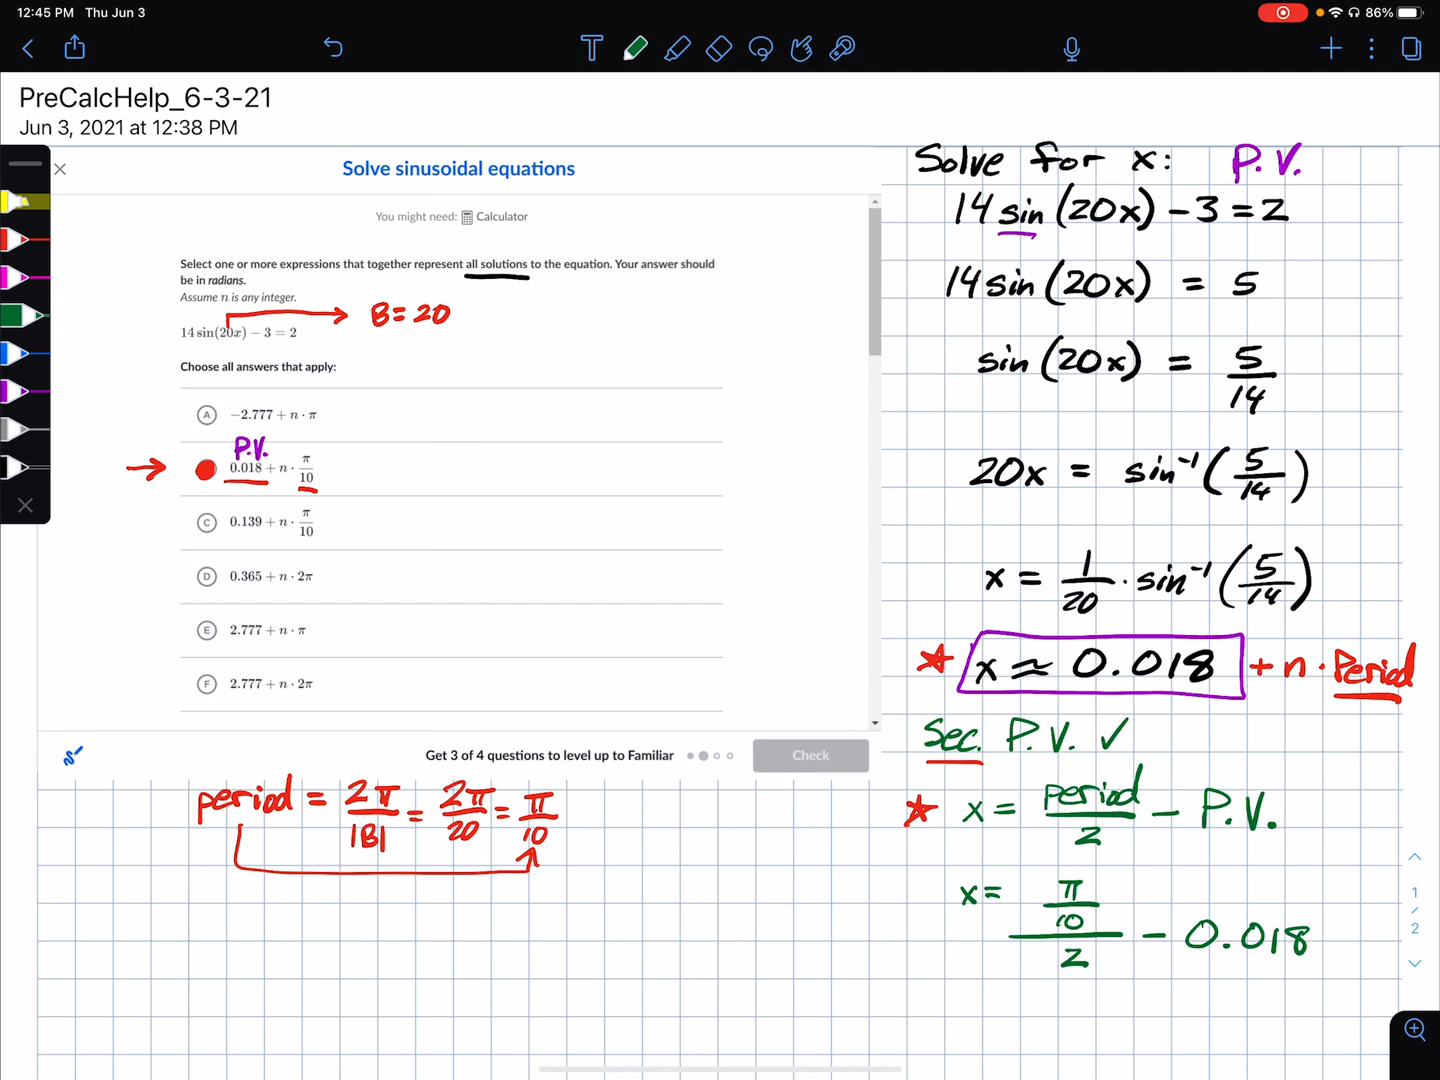 12:45 PM Thu Jun 3
86%
PreCalcHelp_6-3-21
Jun 3, 2021 at 12:38 PM
Solve sinusoidal equations
You might need: Calculator
Select one or more expressions that together represent all solutions to the equation. Your answer should
be in radians.
Assume n is any integer.
B = 20
14 sin(20x) − 3 = 2
Choose all answers that apply:
A −2.777 + n · π
P.V.
0.018 + n · π/10
C 0.139 + n · π/10
D 0.365 + n · 2π
E 2.777 + n · π
F 2.777 + n · 2π
Get 3 of 4 questions to level up to Familiar
Check
period = 2π/|B| = 2π/20 = π/10
Solve for x: P.V.
14 sin (20x) − 3 = 2
14 sin (20x) = 5
sin (20x) = 5/14
20x = sin⁻¹ (5/14)
x = 1/20 · sin⁻¹ (5/14)
x ≈ 0.018 + n · Period
Sec. P.V. ✓
x = period/2 − P.V.
x = π/10/2 − 0.018
1
/
2